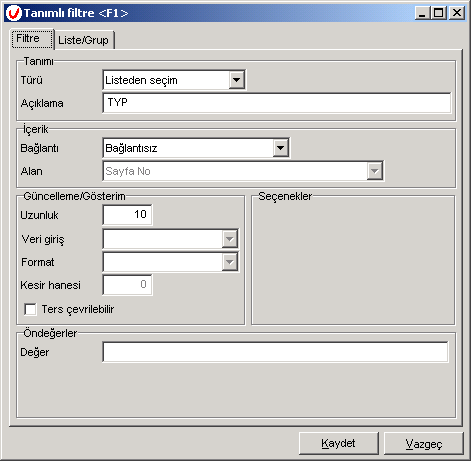 Tanımlı filtre <F1>
Filtre Liste/Grup
Tanımı
Türü Listeden seçim
Açıklama TYP
İçerik
Bağlantı Bağlantısız
Alan Sayfa No
Güncelleme/Gösterim Seçenekler
Uzunluk 10
Veri giriş
Format
Kesir hanesi 0
Ters çevrilebilir
Öndeğerler
Değer
Kaydet Vazgeç